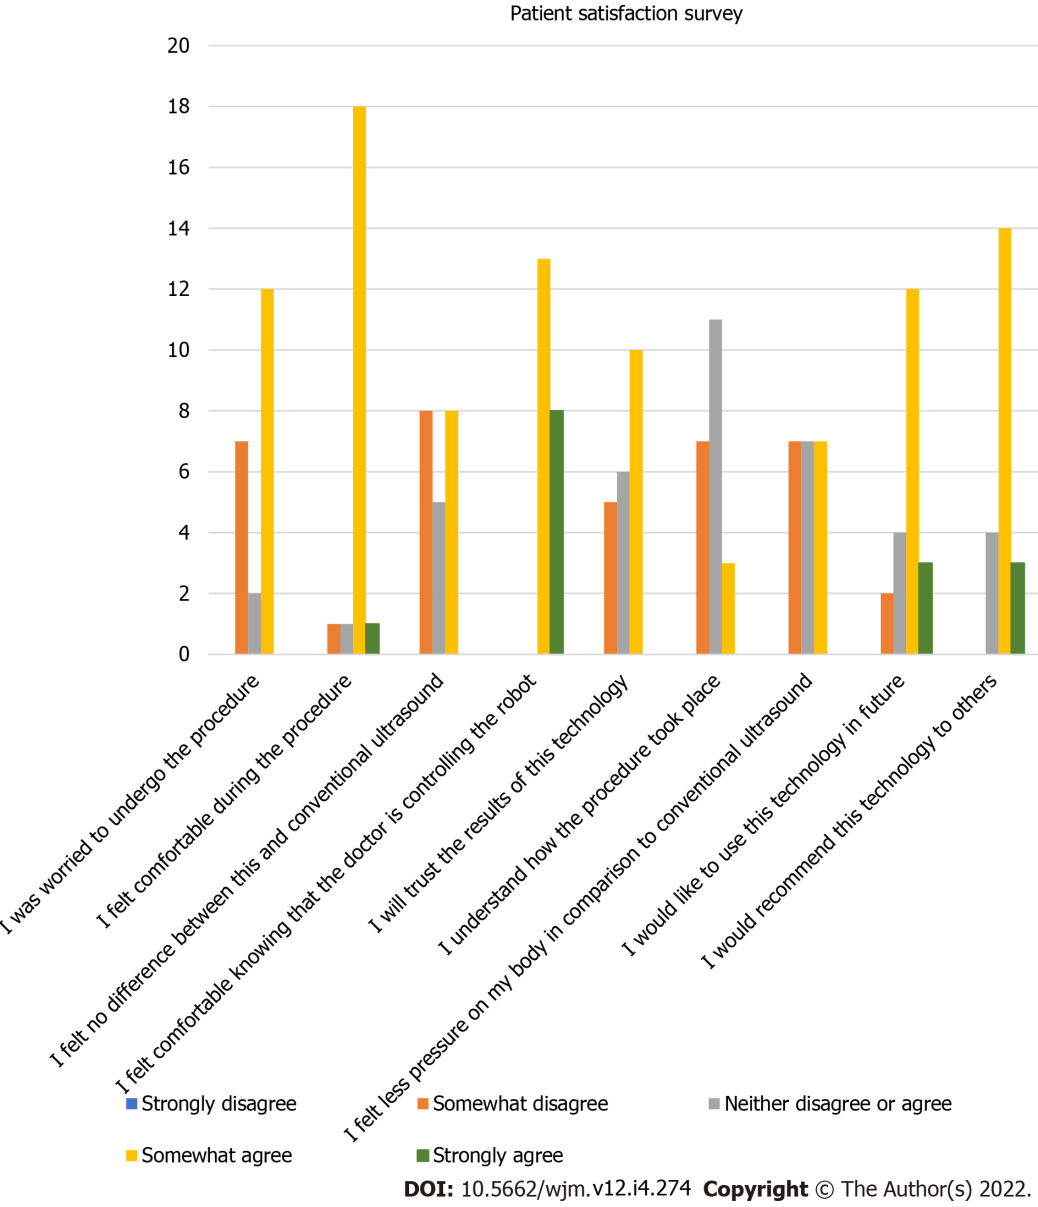 Patient satisfaction survey
20
18
16
14
12
10
8
6
4
2
0
I was worried to undergo the procedure
I felt comfortable during the procedure
I felt no difference between this and conventional ultrasound
I felt comfortable knowing that the doctor is controlling the robot
I will trust the results of this technology
I understand how the procedure took place
I felt less pressure on my body in comparison to conventional ultrasound
I would like to use this technology in future
I would recommend this technology to others
Strongly disagree
Somewhat disagree
Neither disagree or agree
Somewhat agree
Strongly agree
DOI: 10.5662/wjm.v12.i4.274 Copyright © The Author(s) 2022.